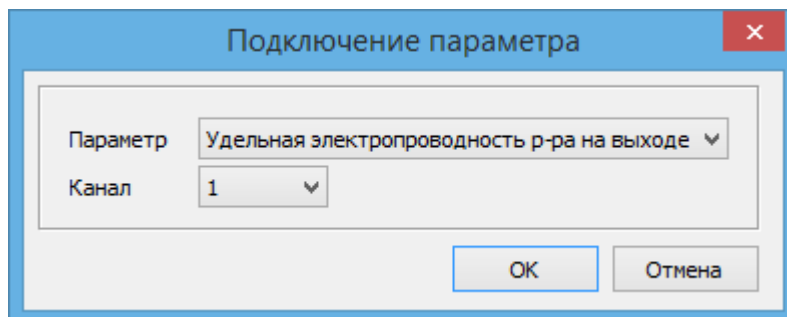 Подключение параметра
Параметр Удельная электропроводность р-ра на выходе
Канал 1
OK Отмена